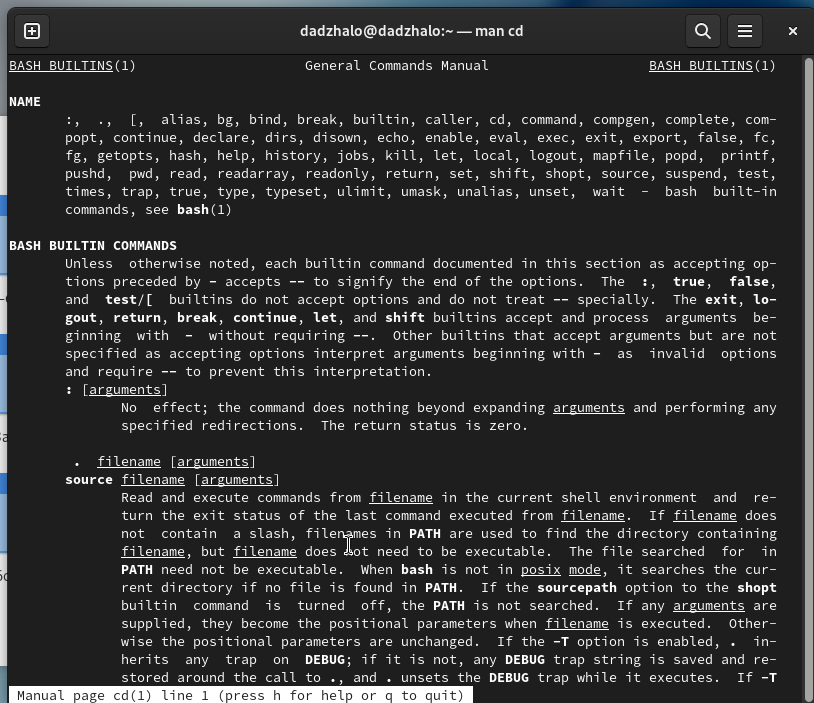 dadzhalo@dadzhalo:~ — man cd
BASH BUILTINS(1) General Commands Manual BASH BUILTINS(1)
NAME
:, ., [, alias, bg, bind, break, builtin, caller, cd, command, compgen, complete, com-
popt, continue, declare, dirs, disown, echo, enable, eval, exec, exit, export, false, fc,
fg, getopts, hash, help, history, jobs, kill, let, local, logout, mapfile, popd, printf,
pushd, pwd, read, readarray, readonly, return, set, shift, shopt, source, suspend, test,
times, trap, true, type, typeset, ulimit, umask, unalias, unset, wait - bash built-in
commands, see bash(1)
BASH BUILTIN COMMANDS
Unless otherwise noted, each builtin command documented in this section as accepting op-
tions preceded by - accepts -- to signify the end of the options. The :, true, false,
and test/[ builtins do not accept options and do not treat -- specially. The exit, lo-
gout, return, break, continue, let, and shift builtins accept and process arguments be-
ginning with - without requiring --. Other builtins that accept arguments but are not
specified as accepting options interpret arguments beginning with - as invalid options
and require -- to prevent this interpretation.
: [arguments]
No effect; the command does nothing beyond expanding arguments and performing any
specified redirections. The return status is zero.
. filename [arguments]
source filename [arguments]
Read and execute commands from filename in the current shell environment and re-
turn the exit status of the last command executed from filename. If filename does
not contain a slash, filenames in PATH are used to find the directory containing
filename, but filename does not need to be executable. The file searched for in
PATH need not be executable. When bash is not in posix mode, it searches the cur-
rent directory if no file is found in PATH. If the sourcepath option to the shopt
builtin command is turned off, the PATH is not searched. If any arguments are
supplied, they become the positional parameters when filename is executed. Other-
wise the positional parameters are unchanged. If the -T option is enabled, . in-
herits any trap on DEBUG; if it is not, any DEBUG trap string is saved and re-
stored around the call to ., and . unsets the DEBUG trap while it executes. If -T
Manual page cd(1) line 1 (press h for help or q to quit)